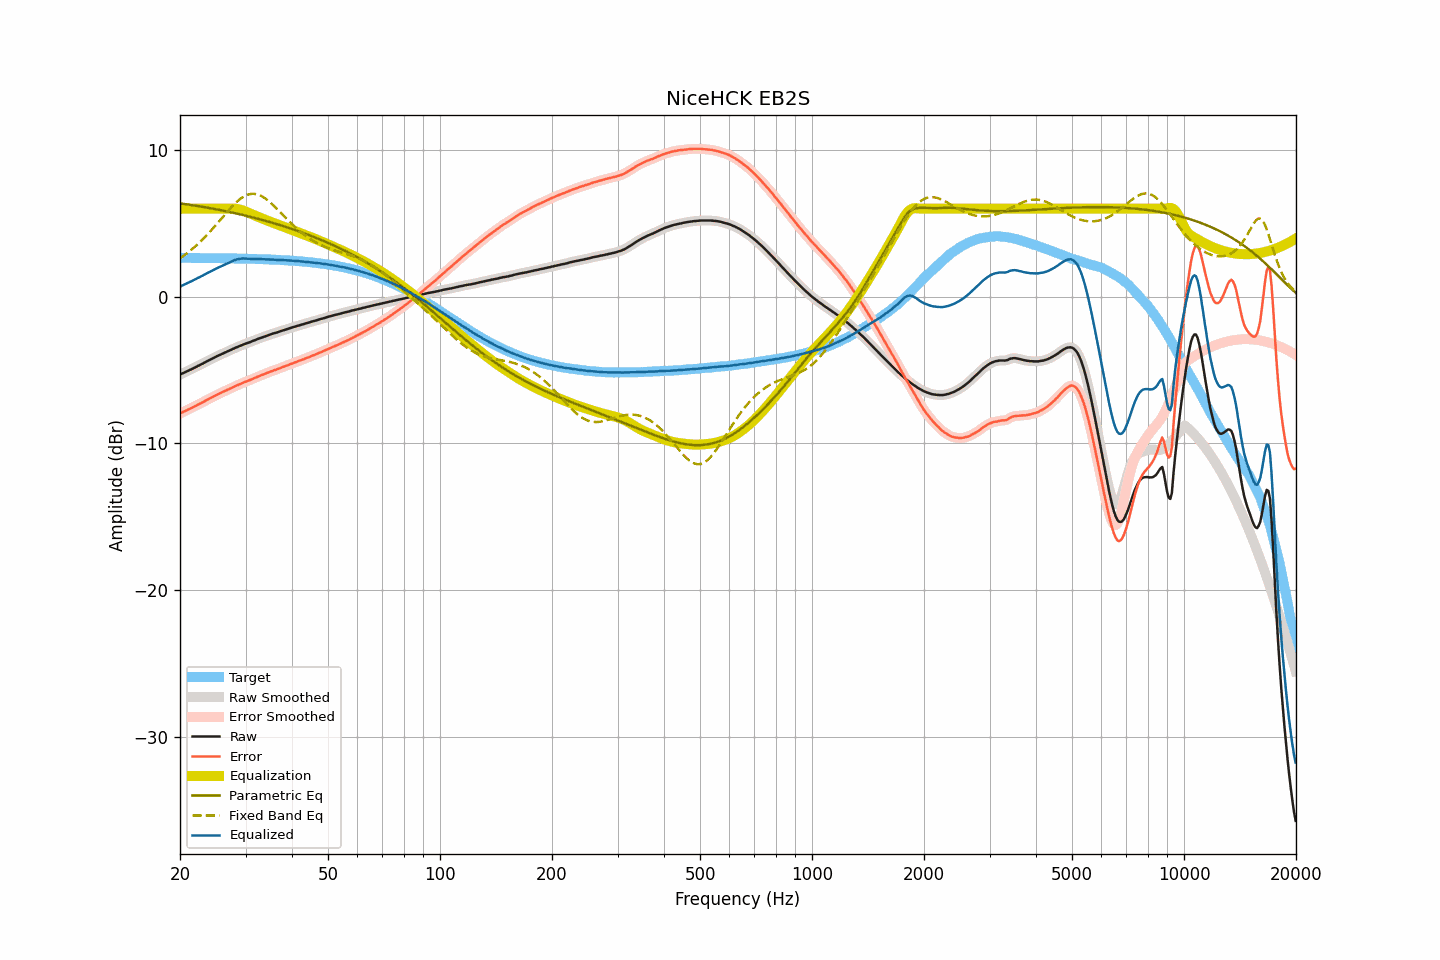 NiceHCK EB2S
Amplitude (dBr)
10
0
−10
−20
−30
Target
Raw Smoothed
Error Smoothed
Raw
Error
Equalization
Parametric Eq
Fixed Band Eq
Equalized
20 50 100 200 500 1000 2000 5000 10000 20000
Frequency (Hz)